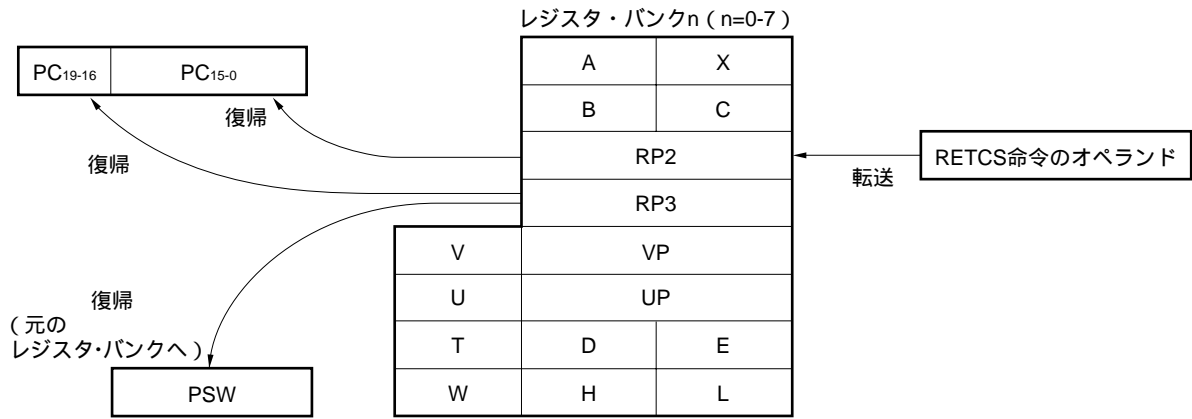 レジスタ・バンクn（n=0-7）
PC19-16 PC15-0
A X
B C
復帰
復帰
RP2
RETCS命令のオペランド
転送
RP3
V VP
U UP
復帰
（元の
レジスタ・バンクへ）
T D E
W H L
PSW